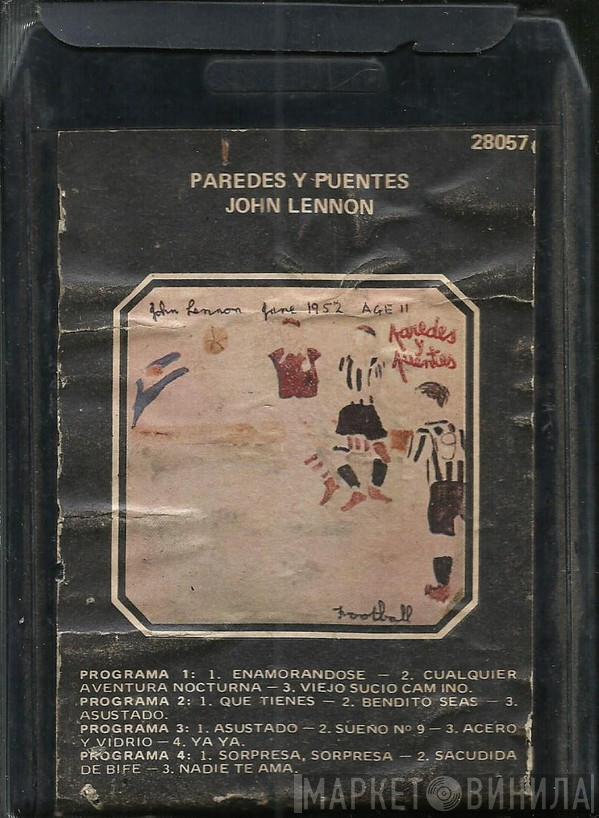 28057
PAREDES Y PUENTES
JOHN LENNON
John Lennon June 1952 AGE 11
Paredes
y
Puentes
9
Football
PROGRAMA 1: 1. ENAMORANDOSE — 2. CUALQUIER
AVENTURA NOCTURNA — 3. VIEJO SUCIO CAM INO.
PROGRAMA 2: 1. QUE TIENES — 2. BENDITO SEAS — 3.
ASUSTADO.
PROGRAMA 3: 1. ASUSTADO — 2. SUEÑO Nº 9 — 3. ACERO
Y VIDRIO — 4. YA YA.
PROGRAMA 4: 1. SORPRESA, SORPRESA — 2. SACUDIDA
DE BIFE — 3. NADIE TE AMA.
МАРКЕТ ВИНИЛА